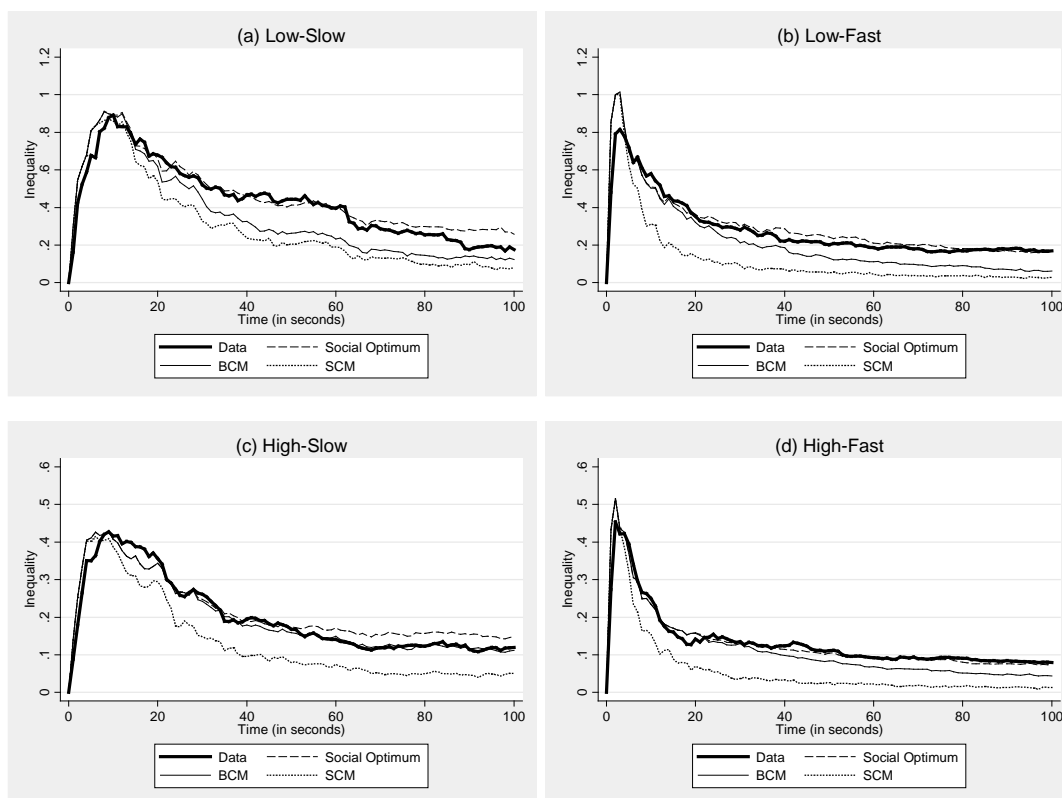 (a) Low-Slow
Inequality
0 .2 .4 .6 .8 1 1.2
0 20 40 60 80 100
Time (in seconds)
Data Social Optimum
BCM SCM
(b) Low-Fast
Inequality
0 .2 .4 .6 .8 1 1.2
0 20 40 60 80 100
Time (in seconds)
Data Social Optimum
BCM SCM
(c) High-Slow
Inequality
0 .1 .2 .3 .4 .5 .6
0 20 40 60 80 100
Time (in seconds)
Data Social Optimum
BCM SCM
(d) High-Fast
Inequality
0 .1 .2 .3 .4 .5 .6
0 20 40 60 80 100
Time (in seconds)
Data Social Optimum
BCM SCM